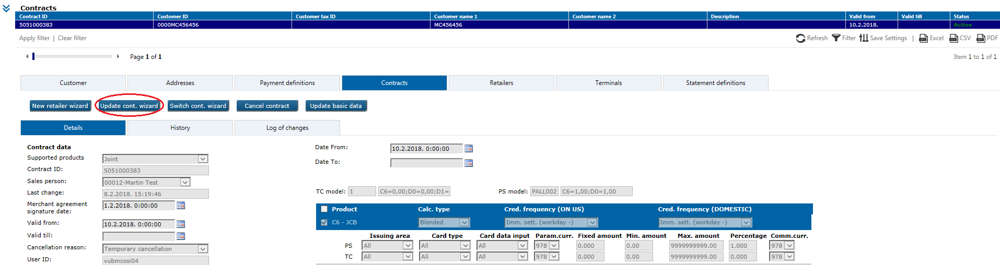 Contracts
Contract ID Customer ID Customer tax ID Customer name 1 Customer name 2 Description Valid from Valid till Status
5051000383 0000MC456456 MC456456 10.2.2018. Active
Apply filter | Clear filter Refresh Filter Save Settings | Excel CSV PDF
Page 1 of 1 Item 1 to 1 of 1
Customer Addresses Payment definitions Contracts Retailers Terminals Statement definitions
New retailer wizard Update cont. wizard Switch cont. wizard Cancel contract Update basic data
Details History Log of changes
Contract data
Supported products Joint
Contract ID: 5051000383
Sales person: 00012-Martin Test
Last change: 8.2.2018. 15:19:46
Merchant agreement
signature date: 1.2.2018. 0:00:00
Valid from: 10.2.2018. 0:00:00
Valid till:
Cancellation reason: Temporary cancellation
User ID: vubmcosi04
Date From: 10.2.2018. 0:00:00
Date To:
TC model: 1 C6=0,00;D0=0,00;D1= PS model: PALL002 C6=1,00;D0=1,00
Product Calc. type Cred. frequency (ON US) Cred. frequency (DOMESTIC)
C6 - JCB Blended Imm. sett. (workday -) Imm. sett. (workday -)
Issuing area Card type Card data input Param.curr. Fixed amount Min. amount Max. amount Percentage Comm.curr.
PS All All All 978 0.000 0.00 9999999999.00 1.000 978
TC All All All 978 0.000 0.00 9999999999.00 0.000 978